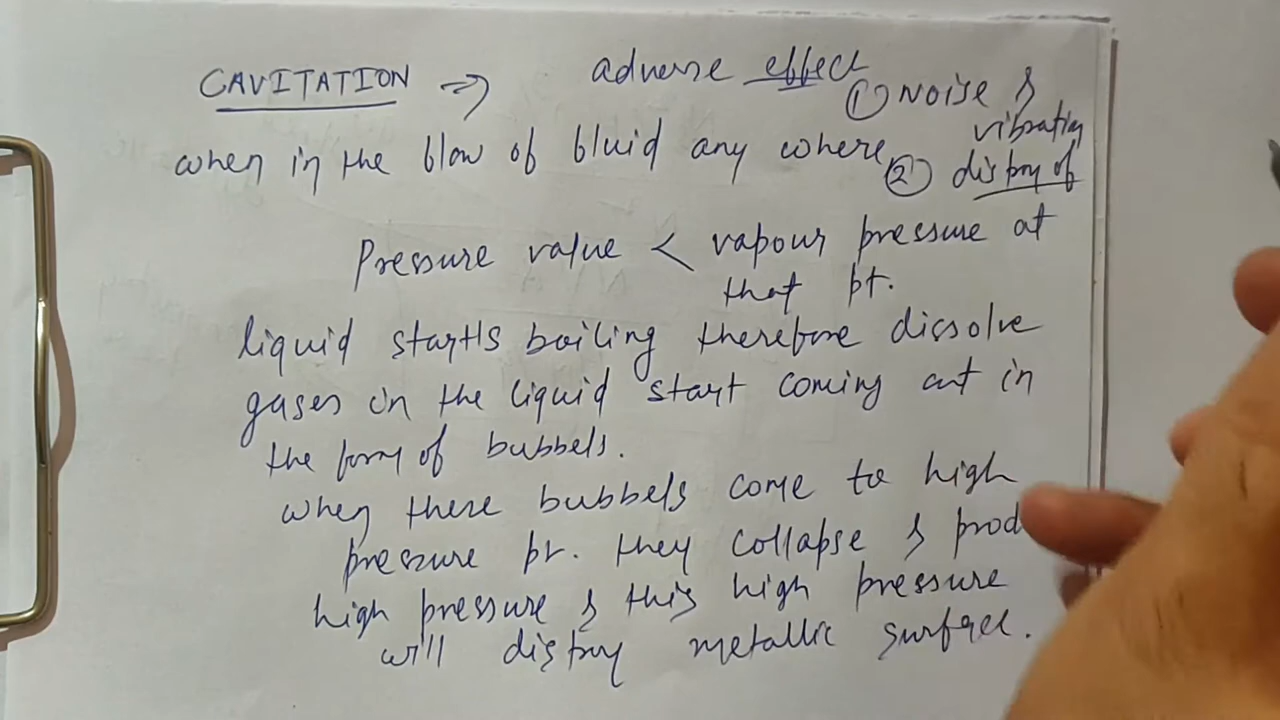 CAVITATION → adverse effect
① Noise &
vibration
when in the flow of fluid any where
② distroy of
Pressure value < vapour pressure at
that pt.
liquid starts boiling therefore dissolve
gases in the liquid start coming out in
the form of bubbels.
when these bubbels come to high
pressure pt. they collapse & prod
high pressure & this high pressure
will distroy metallic surface.